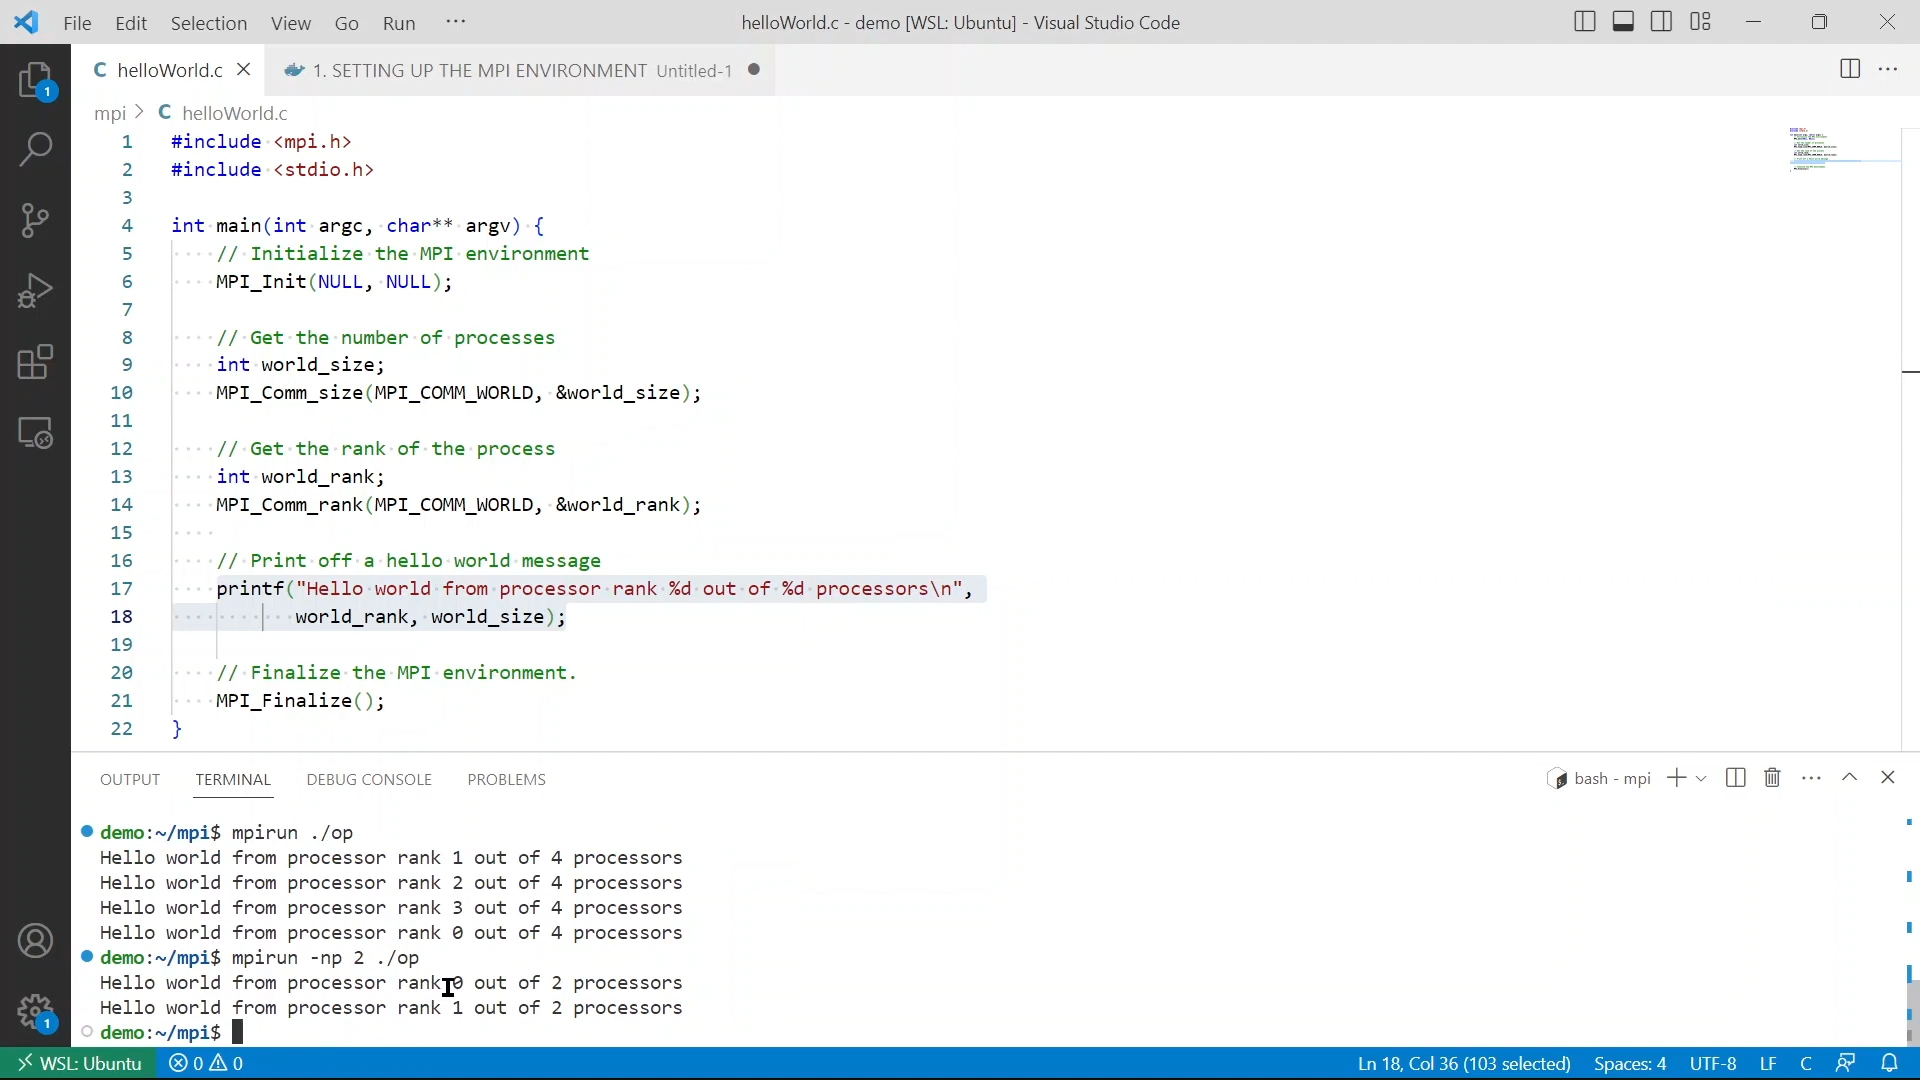 File Edit Selection View Go Run ···
helloWorld.c - demo [WSL: Ubuntu] - Visual Studio Code
C helloWorld.c
1. SETTING UP THE MPI ENVIRONMENT Untitled-1
1
mpi > C helloWorld.c
1 #include <mpi.h>
2 #include <stdio.h>
3
4 int main(int argc, char** argv) {
5 // Initialize the MPI environment
6 MPI_Init(NULL, NULL);
7
8 // Get the number of processes
9 int world_size;
10 MPI_Comm_size(MPI_COMM_WORLD, &world_size);
11
12 // Get the rank of the process
13 int world_rank;
14 MPI_Comm_rank(MPI_COMM_WORLD, &world_rank);
15
16 // Print off a hello world message
17 printf("Hello world from processor rank %d out of %d processors\n",
18 world_rank, world_size);
19
20 // Finalize the MPI environment.
21 MPI_Finalize();
22 }
OUTPUT TERMINAL DEBUG CONSOLE PROBLEMS
bash - mpi
demo:~/mpi$ mpirun ./op
Hello world from processor rank 1 out of 4 processors
Hello world from processor rank 2 out of 4 processors
Hello world from processor rank 3 out of 4 processors
Hello world from processor rank 0 out of 4 processors
demo:~/mpi$ mpirun -np 2 ./op
Hello world from processor rank 0 out of 2 processors
Hello world from processor rank 1 out of 2 processors
demo:~/mpi$
1
WSL: Ubuntu 0 0
Ln 18, Col 36 (103 selected) Spaces: 4 UTF-8 LF C